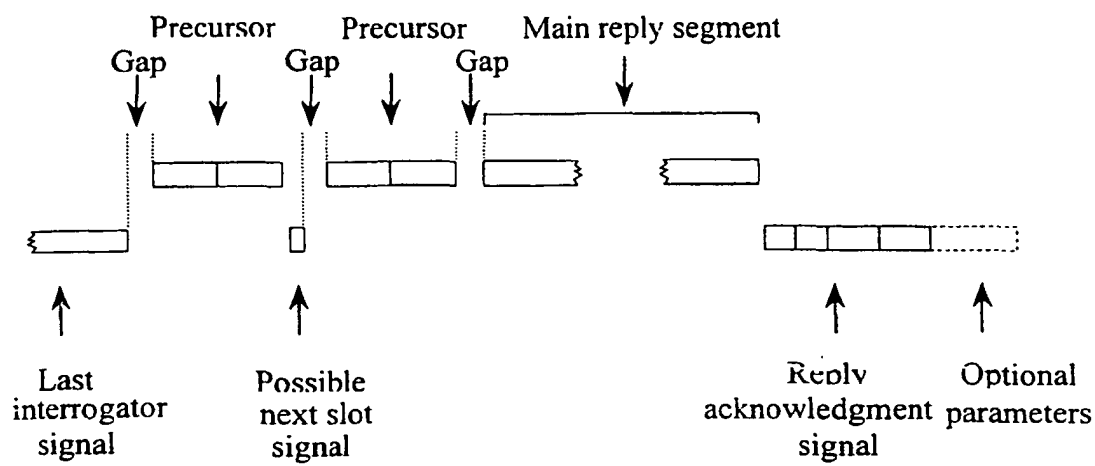 Precursor
Precursor
Main reply segment
Gap
Gap
Gap
Last
interrogator
signal
Possible
next slot
signal
Reply
acknowledgment
signal
Optional
parameters